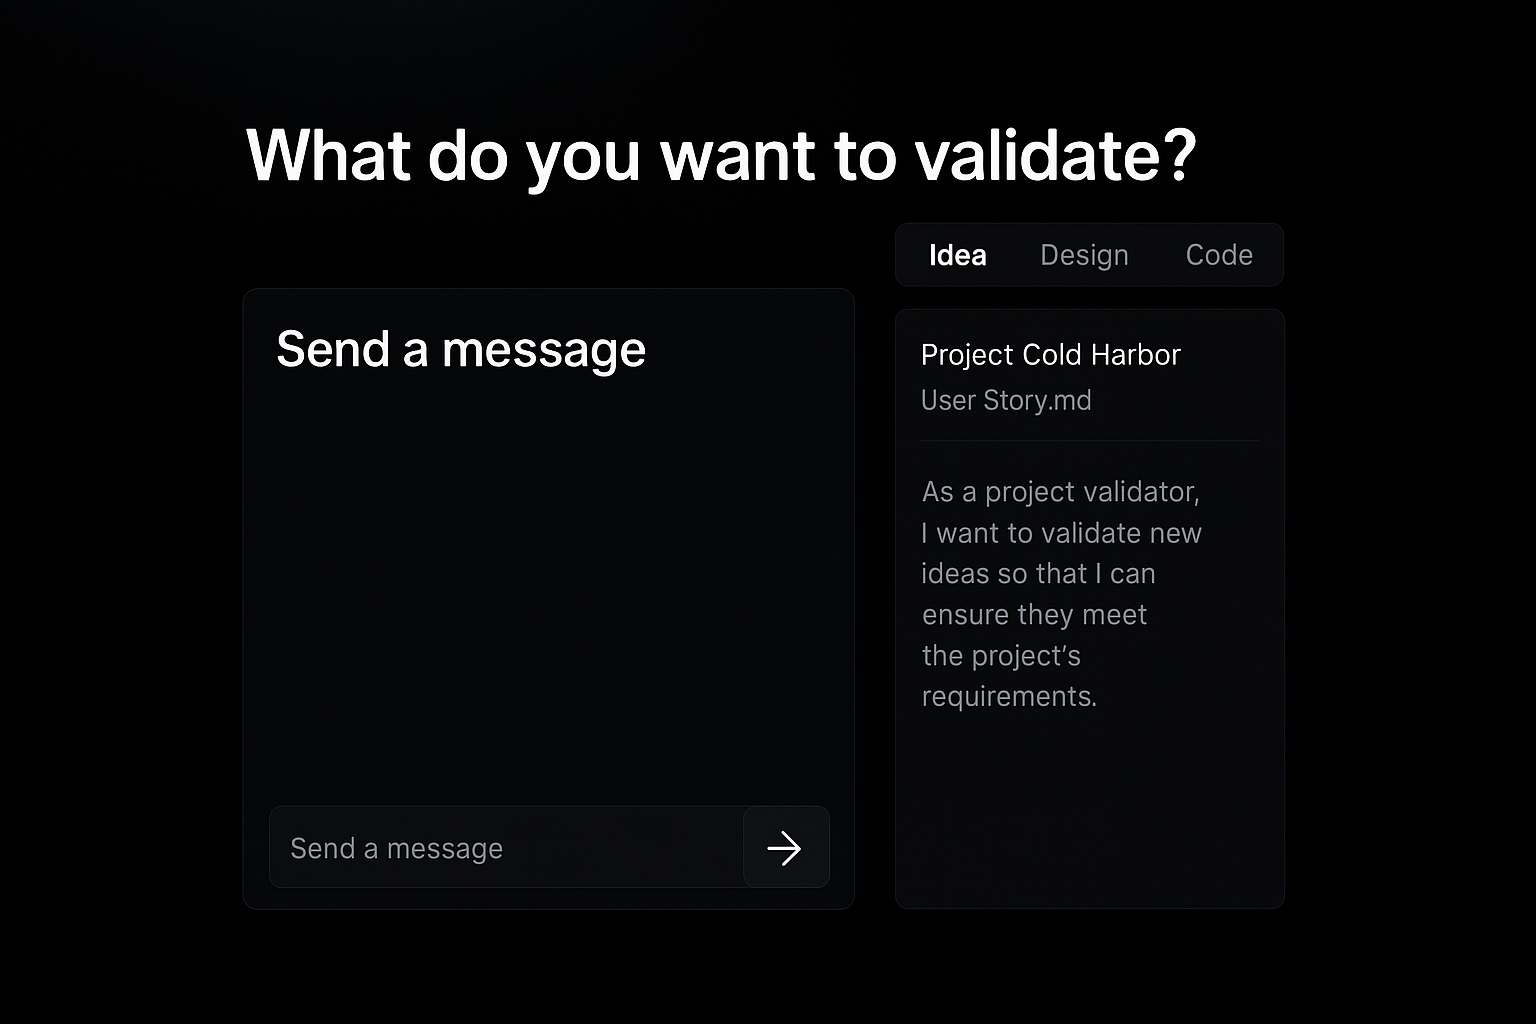 What do you want to validate?
Send a message
Send a message
Idea Design Code
Project Cold Harbor
User Story.md
As a project validator,
I want to validate new
ideas so that I can
ensure they meet
the project’s
requirements.